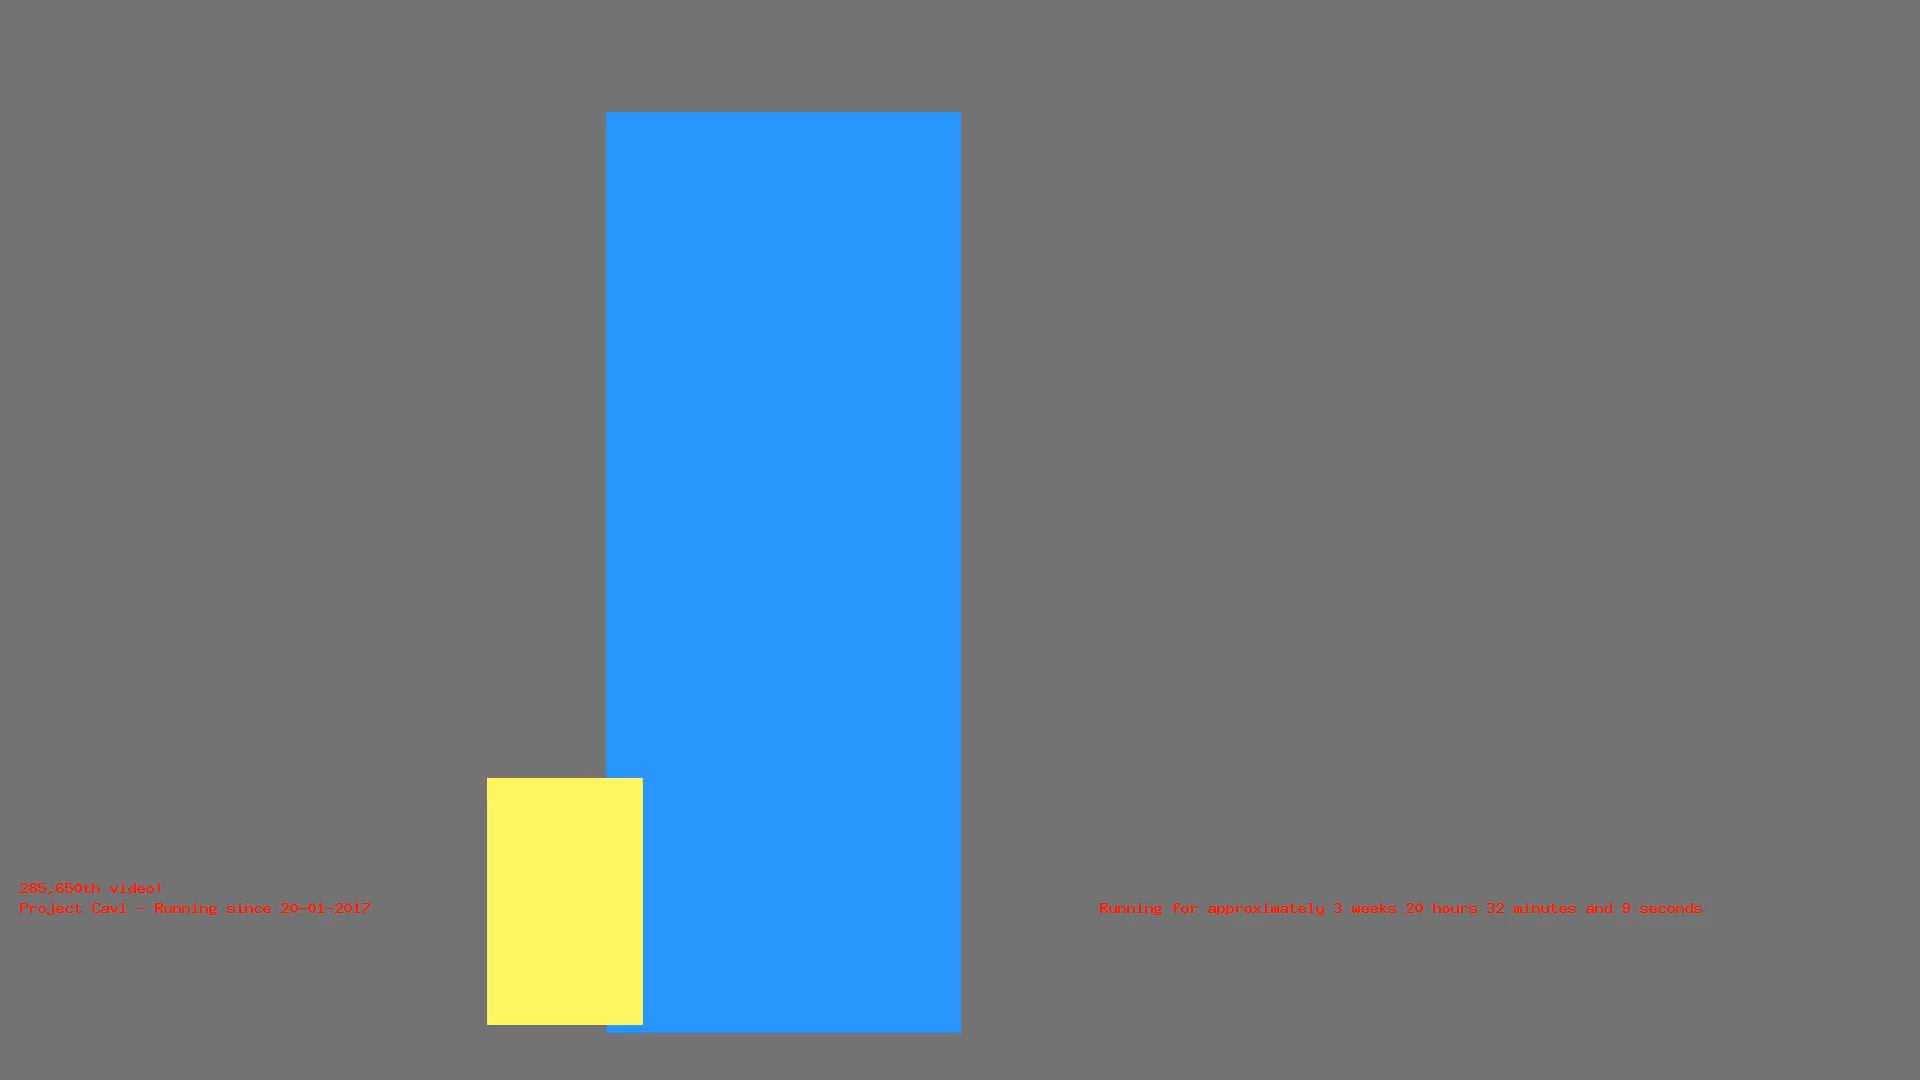 285,650th video!
Project Cavi - Running since 20-01-2017
Running for approximately 3 weeks 20 hours 32 minutes and 9 seconds